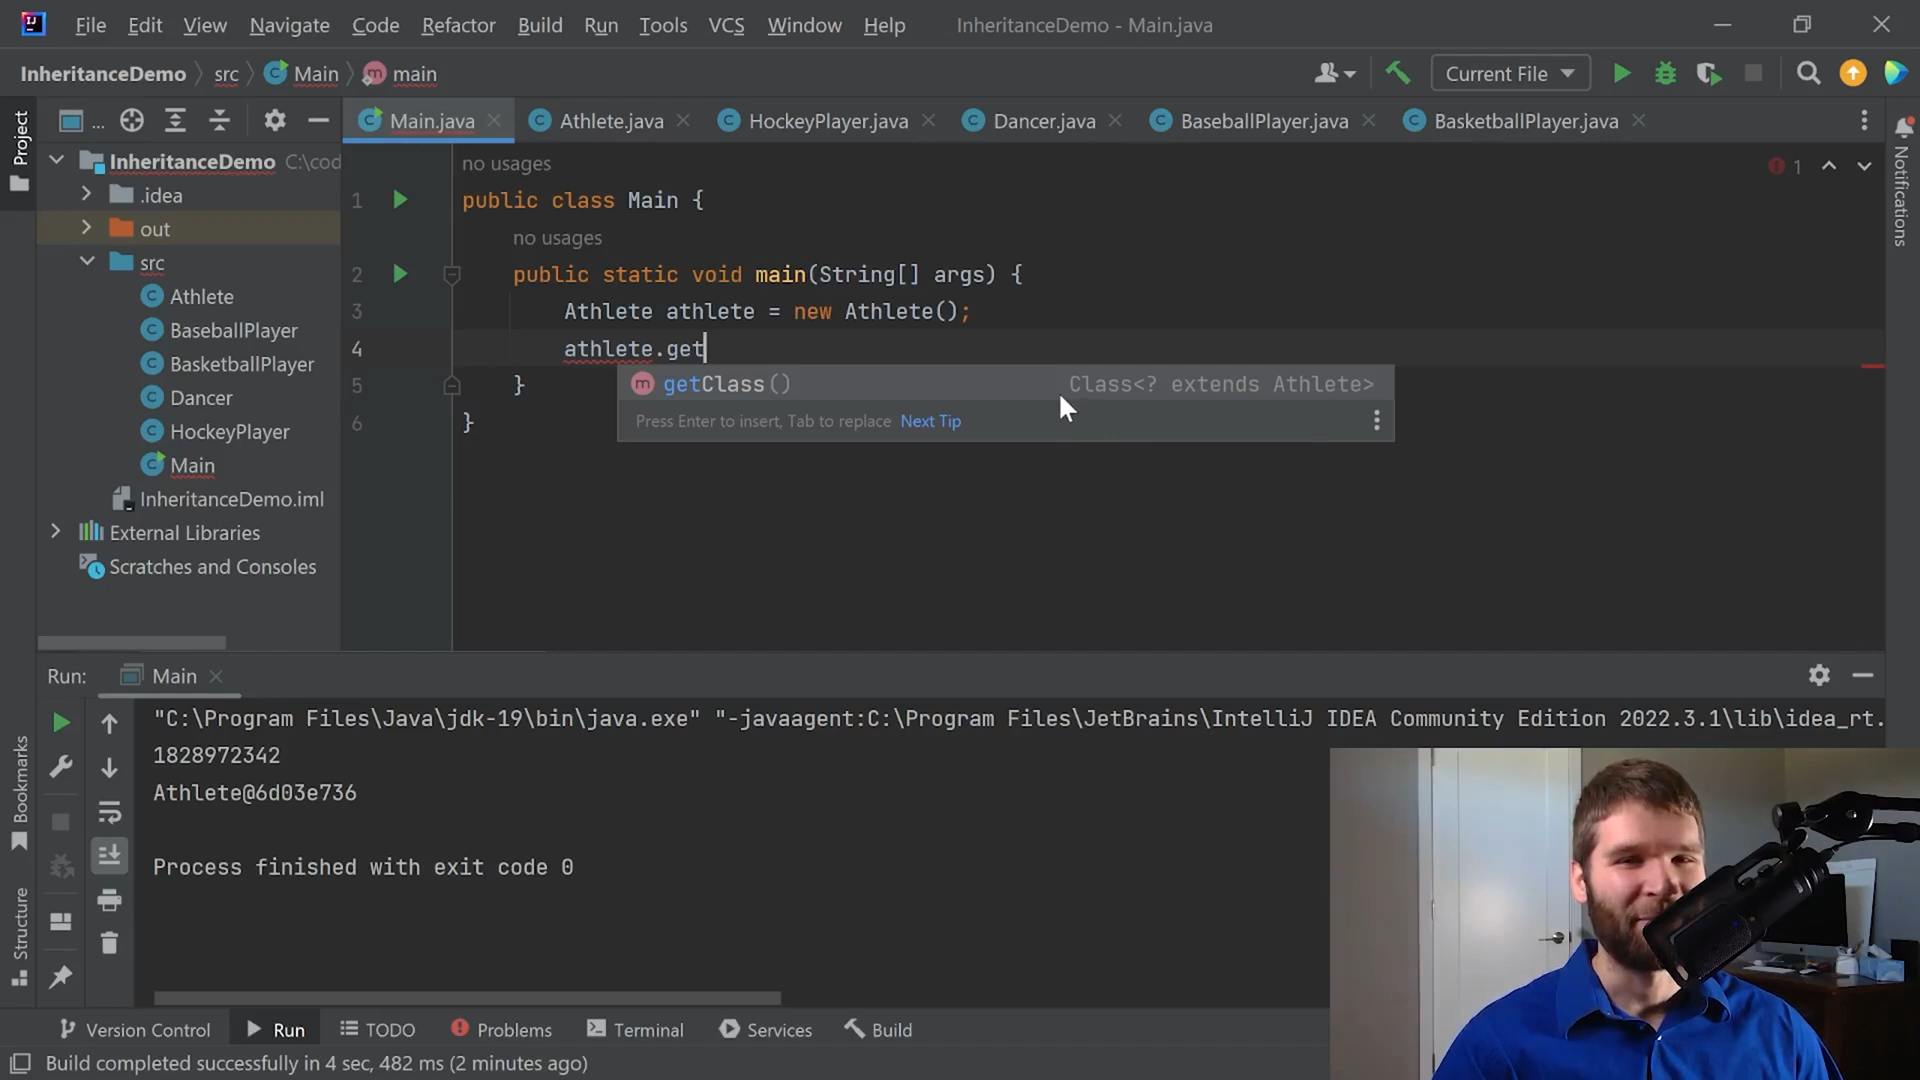 File Edit View Navigate Code Refactor Build Run Tools VCS Window Help InheritanceDemo - Main.java
InheritanceDemo src Main main Current File
Project
... Main.java Athlete.java HockeyPlayer.java Dancer.java BaseballPlayer.java BasketballPlayer.java
InheritanceDemo C:\cod
.idea
out
src
Athlete
BaseballPlayer
BasketballPlayer
Dancer
HockeyPlayer
Main
InheritanceDemo.iml
External Libraries
Scratches and Consoles
no usages
1 public class Main {
no usages
2 public static void main(String[] args) {
3 Athlete athlete = new Athlete();
4 athlete.get
5 }
6 }
getClass() Class<? extends Athlete>
Press Enter to insert, Tab to replace Next Tip
1
Notifications
Run: Main
"C:\Program Files\Java\jdk-19\bin\java.exe" "-javaagent:C:\Program Files\JetBrains\IntelliJ IDEA Community Edition 2022.3.1\lib\idea_rt.
1828972342
Athlete@6d03e736
Process finished with exit code 0
Bookmarks
Structure
Version Control Run TODO Problems Terminal Services Build
Build completed successfully in 4 sec, 482 ms (2 minutes ago)